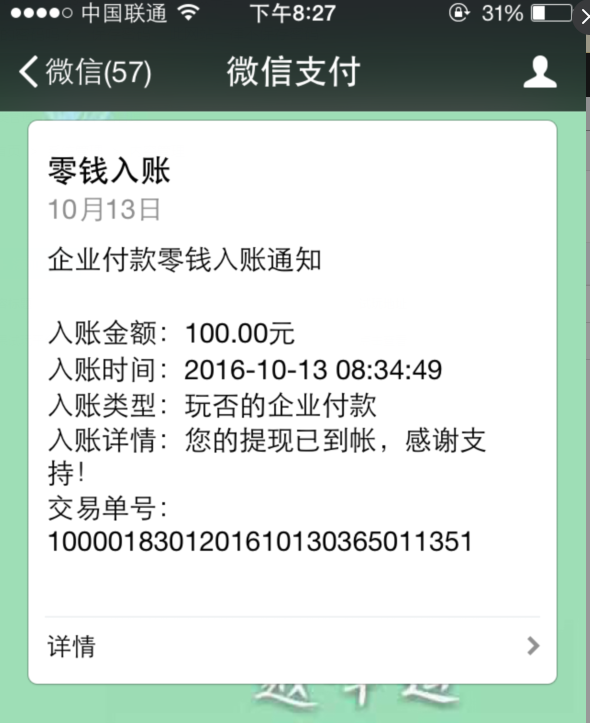 中国联通 下午8:27 31%
微信(57) 微信支付
零钱入账
10月13日
企业付款零钱入账通知
入账金额：100.00元
入账时间：2016-10-13 08:34:49
入账类型：玩否的企业付款
入账详情：您的提现已到帐，感谢支
持！
交易单号：
1000018301201610130365011351
详情